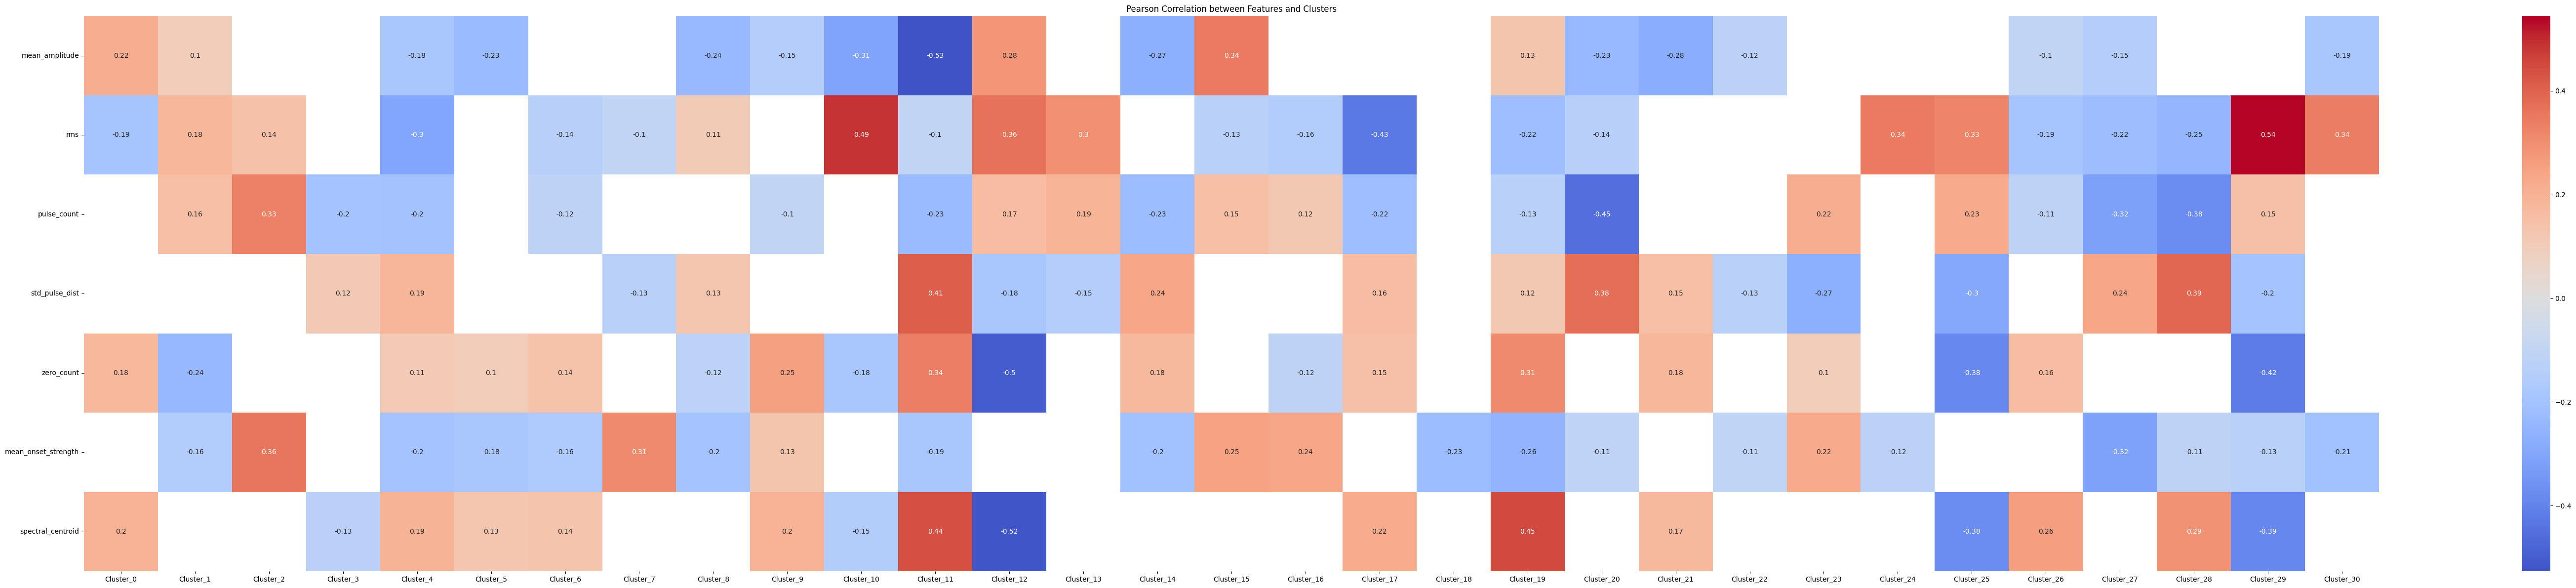 Pearson Correlation between Features and Clusters
mean_amplitude 0.22 0.1 -0.18 -0.23 -0.24 -0.15 -0.31 -0.53 0.28 -0.27 0.34 0.13 -0.23 -0.28 -0.12 -0.1 -0.15 -0.19
0.4
rms -0.19 0.18 0.14 -0.3 -0.14 -0.1 0.11 0.49 -0.1 0.36 0.3 -0.13 -0.16 -0.43 -0.22 -0.14 0.34 0.33 -0.19 -0.22 -0.25 0.54 0.34
0.2
pulse_count 0.16 0.33 -0.2 -0.2 -0.12 -0.1 -0.23 0.17 0.19 -0.23 0.15 0.12 -0.22 -0.13 -0.45 0.22 0.23 -0.11 -0.32 -0.38 0.15
std_pulse_dist 0.12 0.19 -0.13 0.13 0.41 -0.18 -0.15 0.24 0.16 0.12 0.38 0.15 -0.13 -0.27 -0.3 0.24 0.39 -0.2
0.0
zero_count 0.18 -0.24 0.11 0.1 0.14 -0.12 0.25 -0.18 0.34 -0.5 0.18 -0.12 0.15 0.31 0.18 0.1 -0.38 0.16 -0.42
−0.2
mean_onset_strength -0.16 0.36 -0.2 -0.18 -0.16 0.31 -0.2 0.13 -0.19 -0.2 0.25 0.24 -0.23 -0.26 -0.11 -0.11 0.22 -0.12 -0.32 -0.11 -0.13 -0.21
−0.4
spectral_centroid 0.2 -0.13 0.19 0.13 0.14 0.2 -0.15 0.44 -0.52 0.22 0.45 0.17 -0.38 0.26 0.29 -0.39
Cluster_0 Cluster_1 Cluster_2 Cluster_3 Cluster_4 Cluster_5 Cluster_6 Cluster_7 Cluster_8 Cluster_9 Cluster_10 Cluster_11 Cluster_12 Cluster_13 Cluster_14 Cluster_15 Cluster_16 Cluster_17 Cluster_18 Cluster_19 Cluster_20 Cluster_21 Cluster_22 Cluster_23 Cluster_24 Cluster_25 Cluster_26 Cluster_27 Cluster_28 Cluster_29 Cluster_30